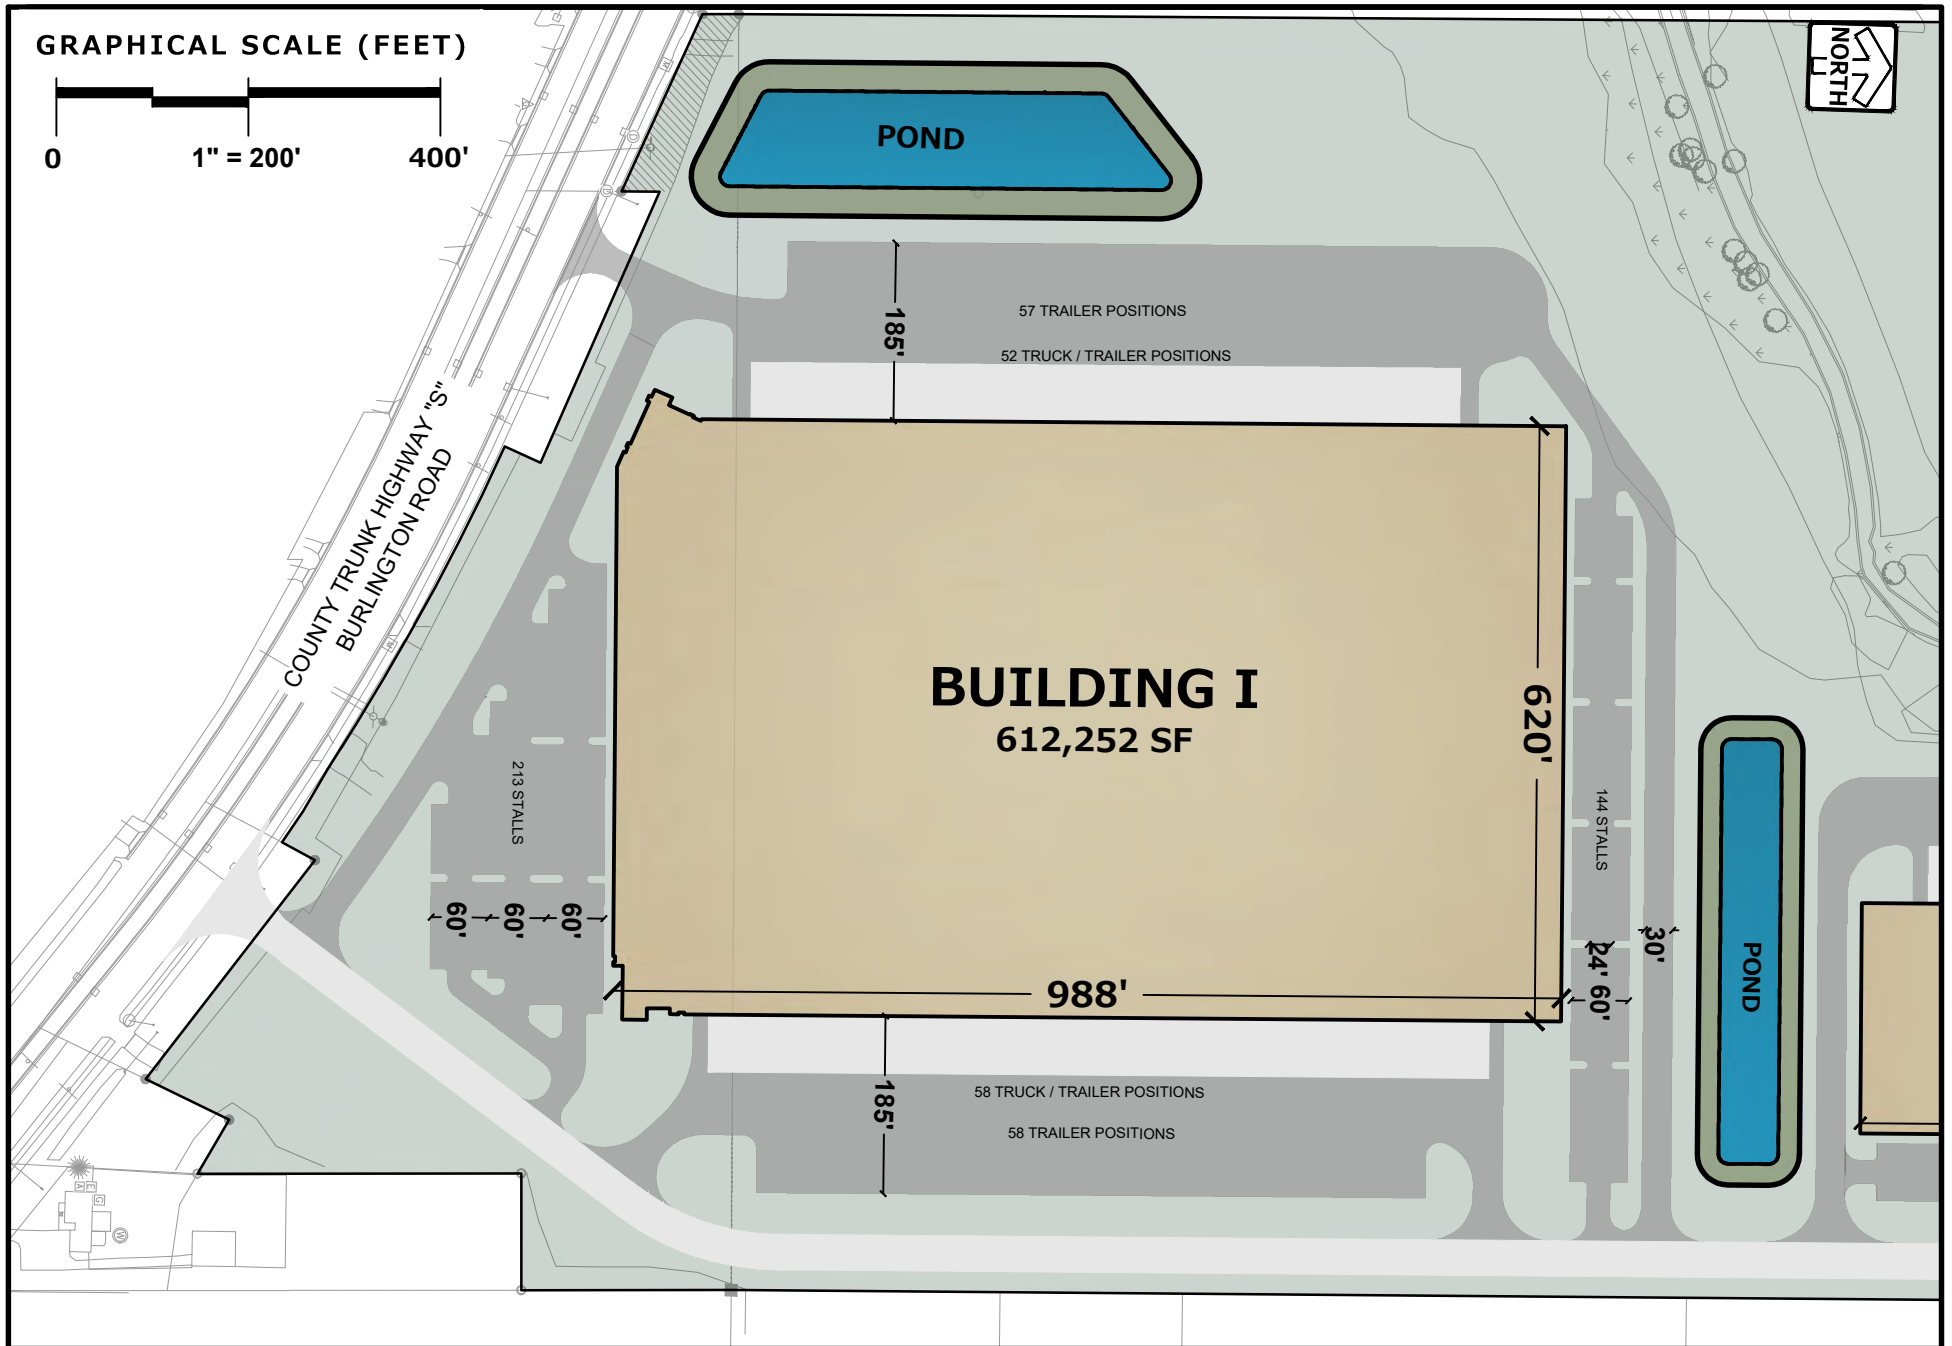 GRAPHICAL SCALE (FEET)
0
1" = 200'
400'
NORTH
POND
57 TRAILER POSITIONS
185'
52 TRUCK / TRAILER POSITIONS
COUNTY TRUNK HIGHWAY "S"
BURLINGTON ROAD
BUILDING I
612,252 SF
620'
213 STALLS
144 STALLS
60'
60'
60'
30'
24'
60'
POND
988'
58 TRUCK / TRAILER POSITIONS
185'
58 TRAILER POSITIONS
M
D
D
M
A
E
G
W